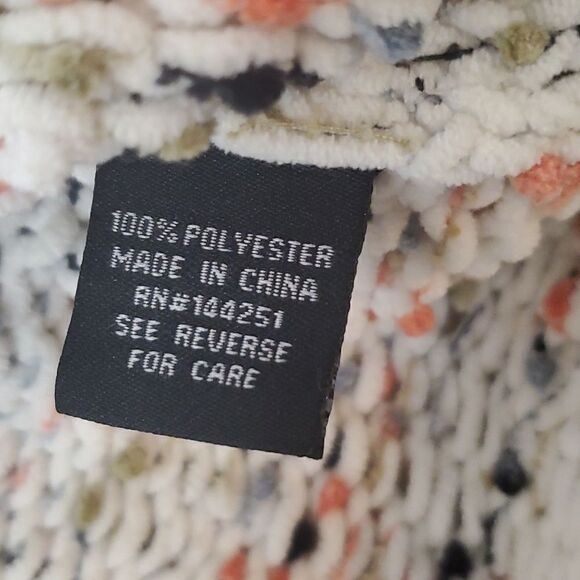 100% POLYESTER
MADE IN CHINA
RN#144251
SEE REVERSE
FOR CARE